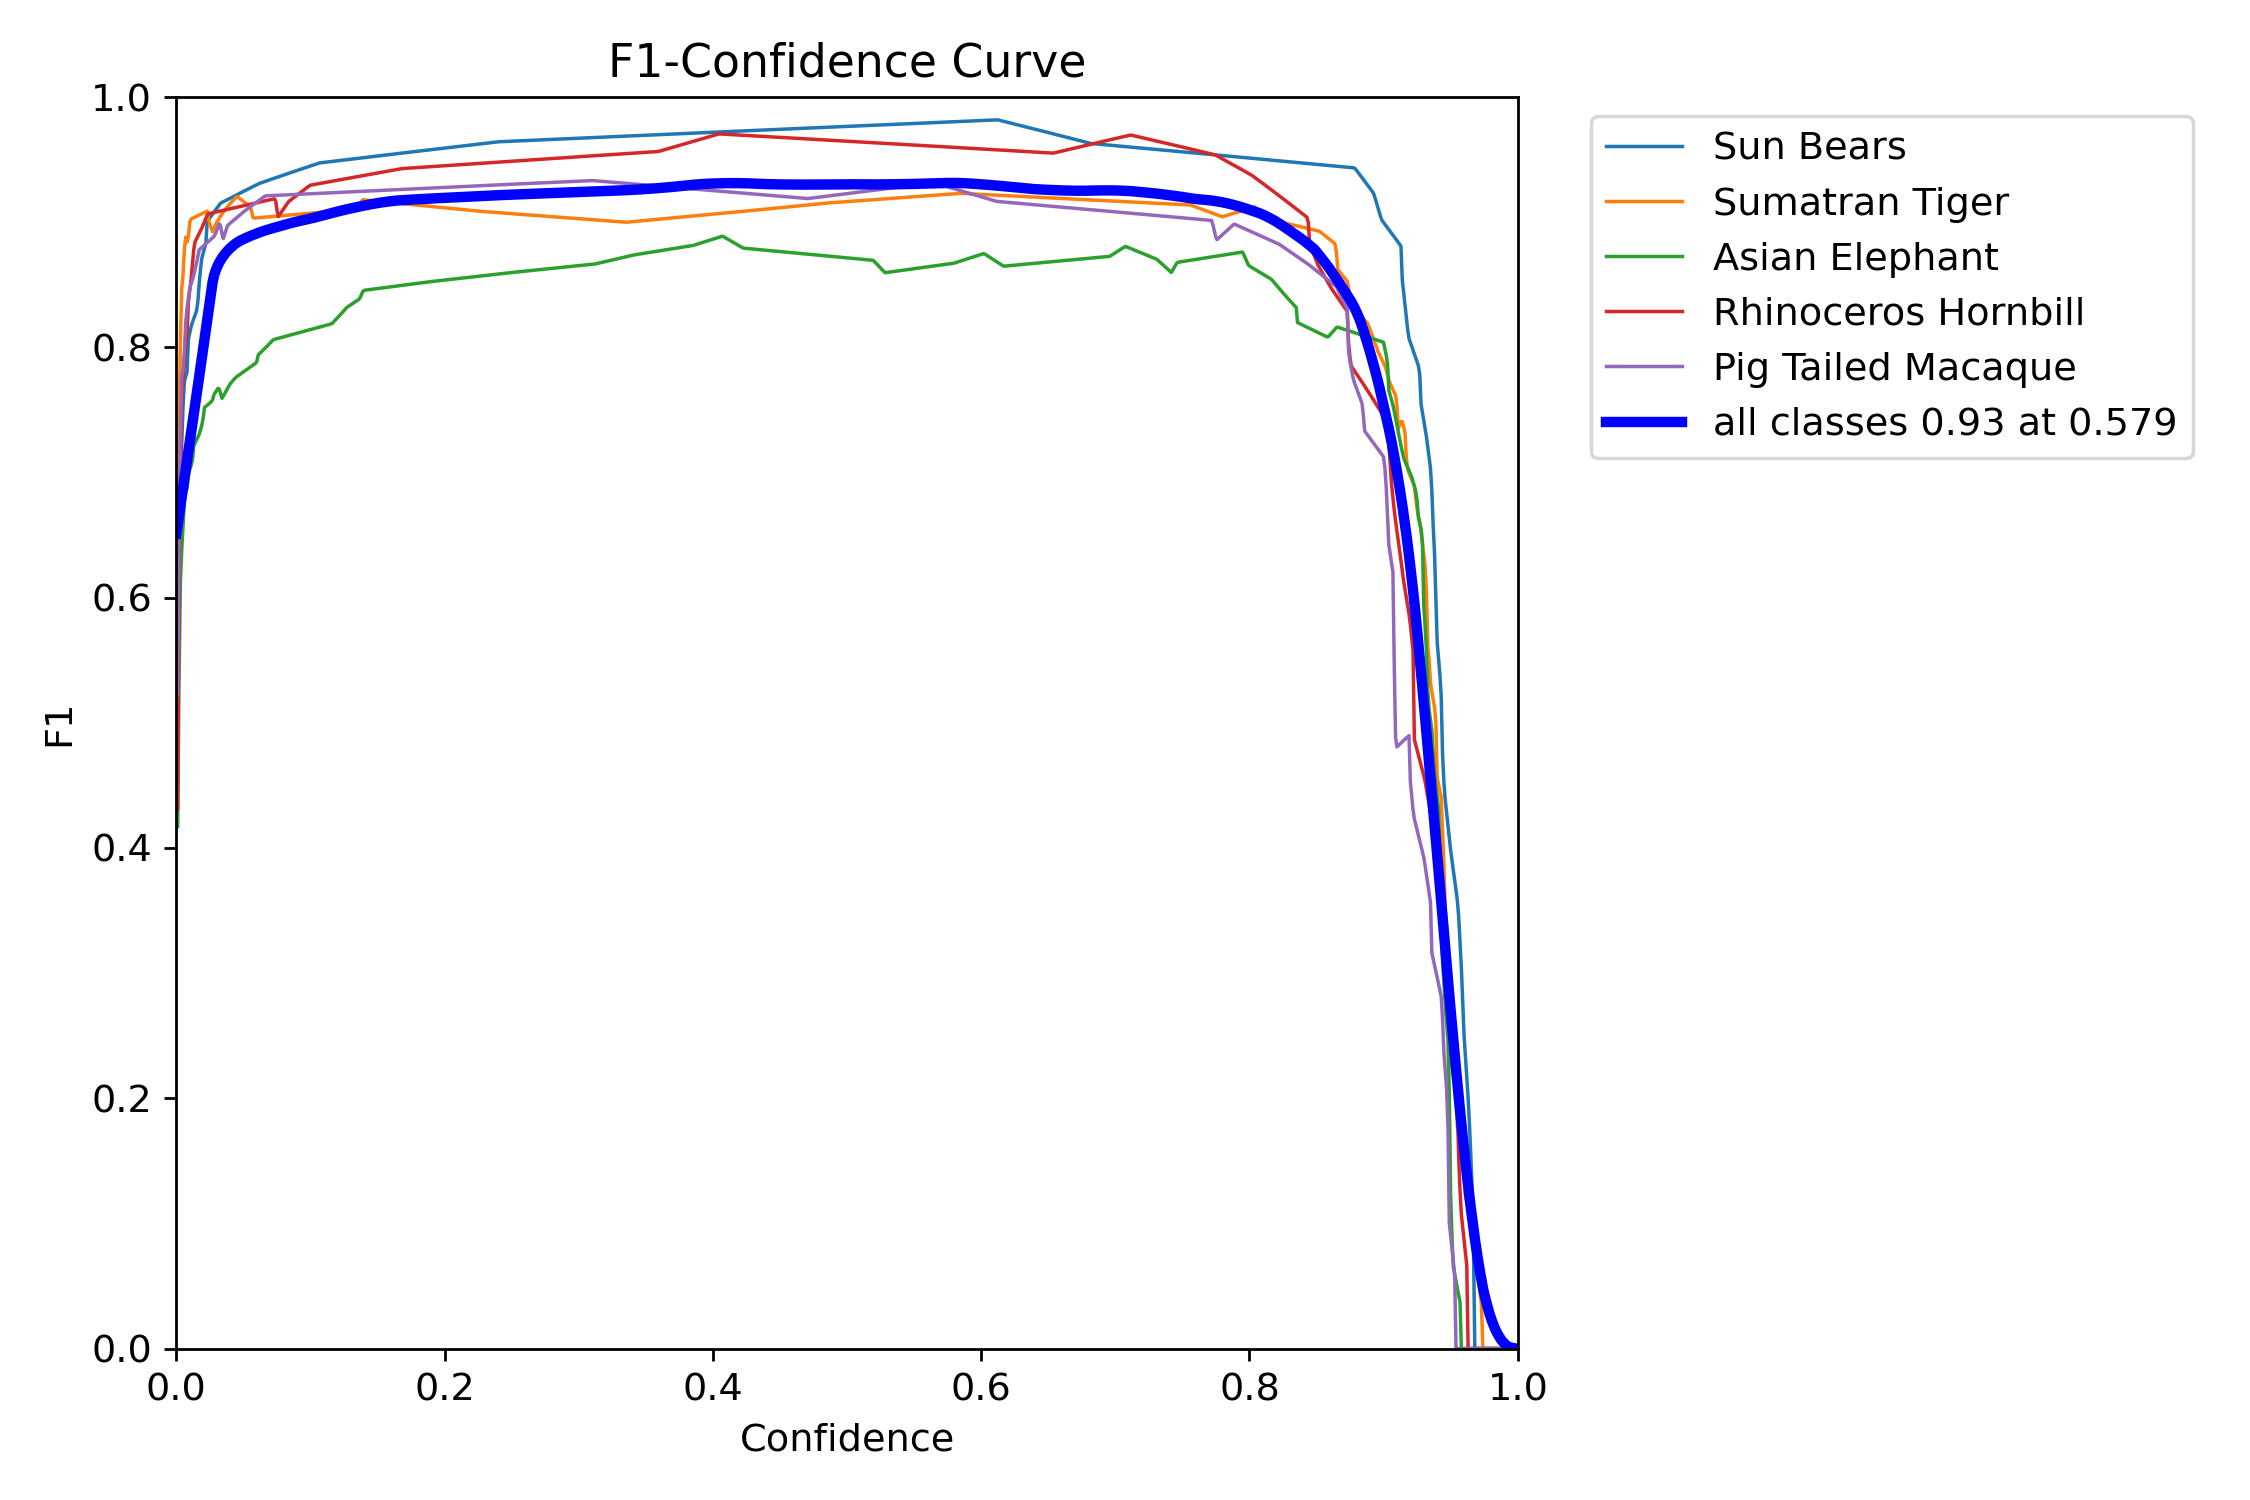 F1-Confidence Curve
1.0
0.8
0.6
0.4
0.2
0.0
F1
0.0 0.2 0.4 0.6 0.8 1.0
Confidence
Sun Bears
Sumatran Tiger
Asian Elephant
Rhinoceros Hornbill
Pig Tailed Macaque
all classes 0.93 at 0.579